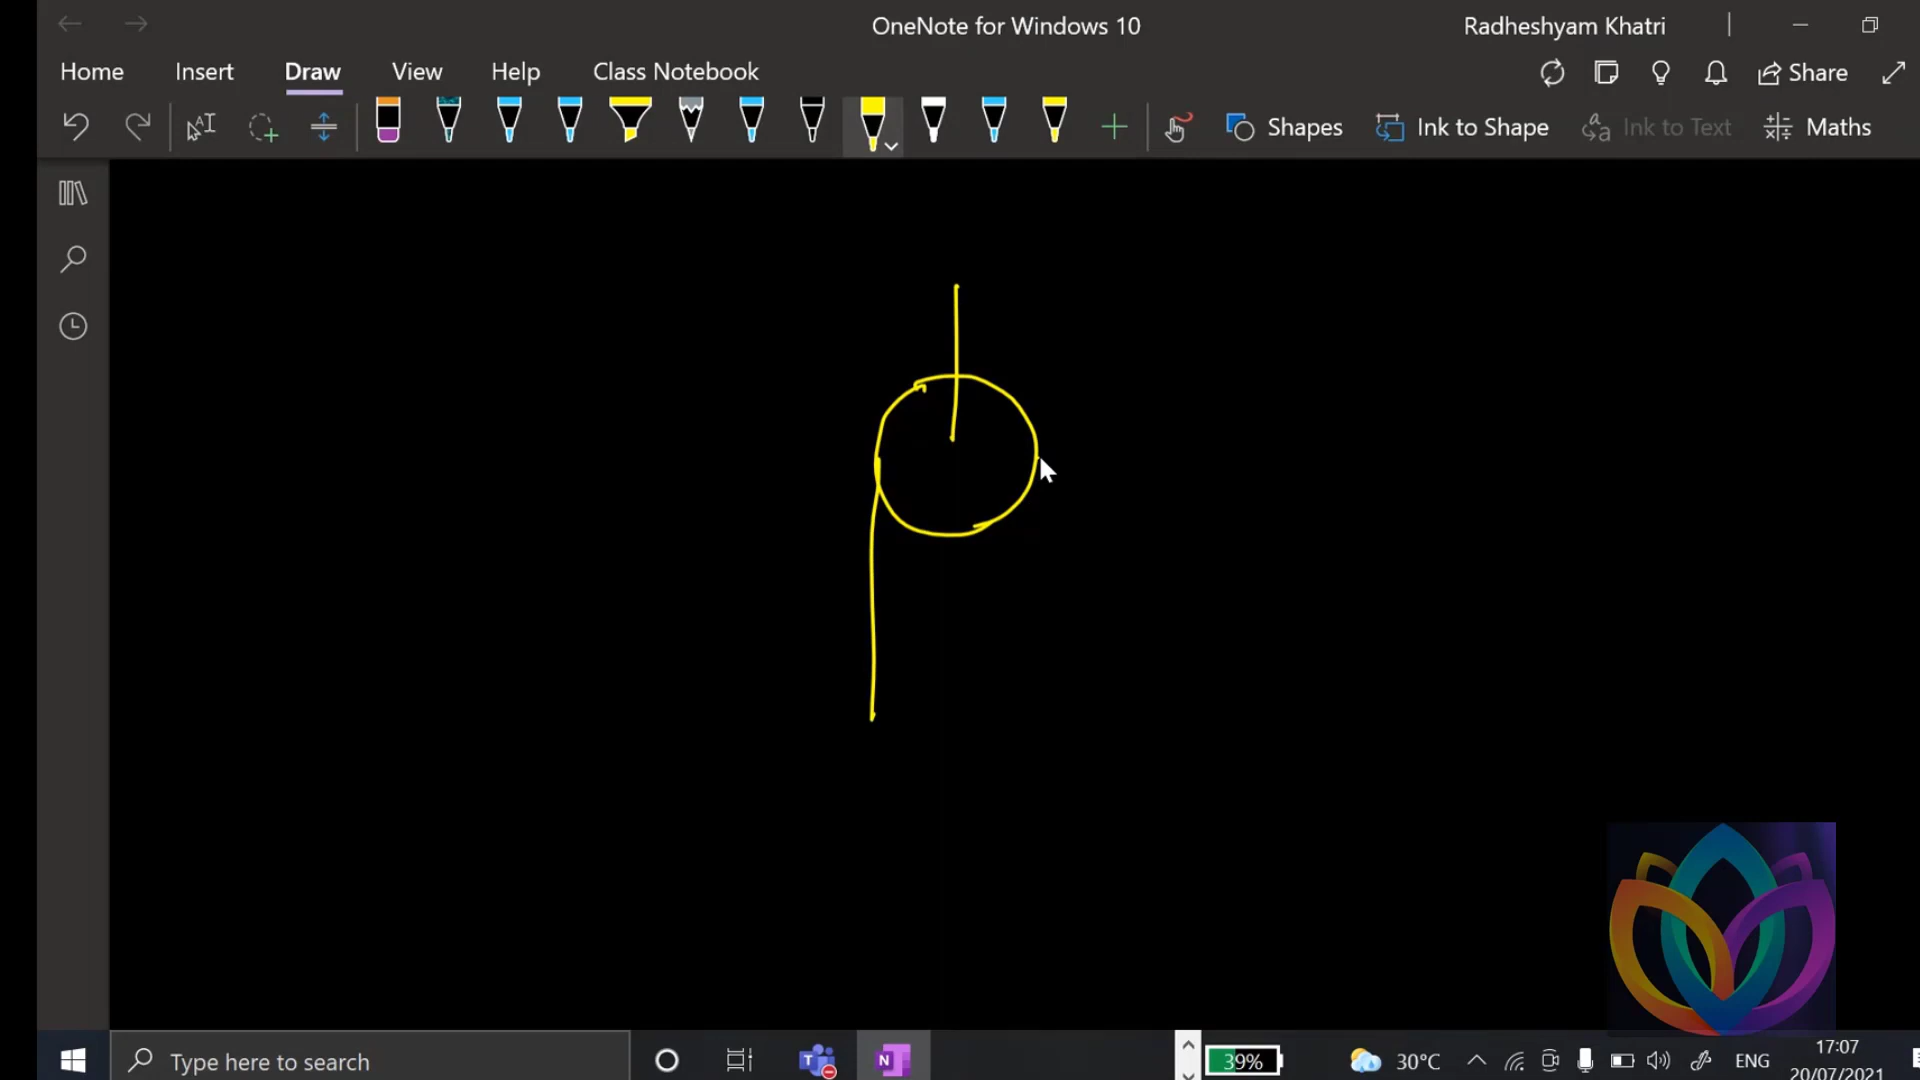 OneNote for Windows 10
Radheshyam Khatri
Home Insert Draw View Help Class Notebook
Share
Shapes Ink to Shape Ink to Text Maths
Type here to search
39%
30°C
ENG
17:07
20/07/2021